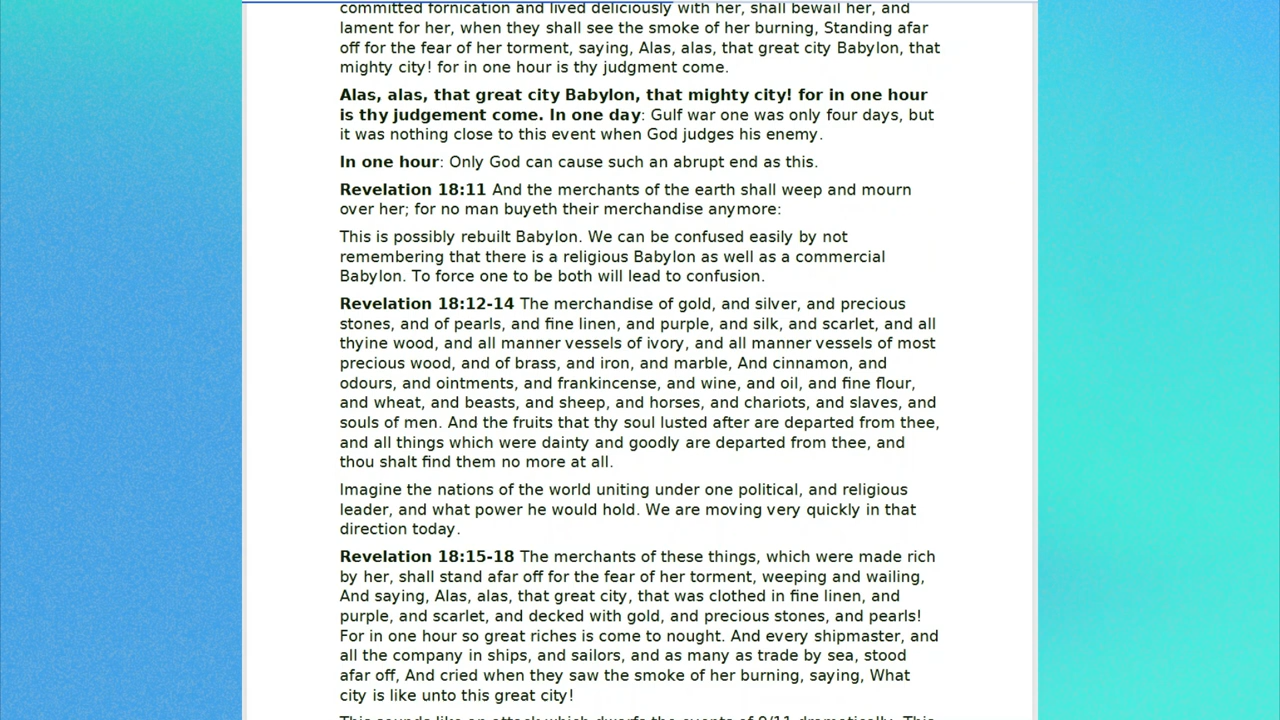 committed fornication and lived deliciously with her, shall bewail her, and
lament for her, when they shall see the smoke of her burning, Standing afar
off for the fear of her torment, saying, Alas, alas, that great city Babylon, that
mighty city! for in one hour is thy judgment come.
Alas, alas, that great city Babylon, that mighty city! for in one hour
is thy judgement come. In one day: Gulf war one was only four days, but
it was nothing close to this event when God judges his enemy.
In one hour: Only God can cause such an abrupt end as this.
Revelation 18:11 And the merchants of the earth shall weep and mourn
over her; for no man buyeth their merchandise anymore:
This is possibly rebuilt Babylon. We can be confused easily by not
remembering that there is a religious Babylon as well as a commercial
Babylon. To force one to be both will lead to confusion.
Revelation 18:12-14 The merchandise of gold, and silver, and precious
stones, and of pearls, and fine linen, and purple, and silk, and scarlet, and all
thyine wood, and all manner vessels of ivory, and all manner vessels of most
precious wood, and of brass, and iron, and marble, And cinnamon, and
odours, and ointments, and frankincense, and wine, and oil, and fine flour,
and wheat, and beasts, and sheep, and horses, and chariots, and slaves, and
souls of men. And the fruits that thy soul lusted after are departed from thee,
and all things which were dainty and goodly are departed from thee, and
thou shalt find them no more at all.
Imagine the nations of the world uniting under one political, and religious
leader, and what power he would hold. We are moving very quickly in that
direction today.
Revelation 18:15-18 The merchants of these things, which were made rich
by her, shall stand afar off for the fear of her torment, weeping and wailing,
And saying, Alas, alas, that great city, that was clothed in fine linen, and
purple, and scarlet, and decked with gold, and precious stones, and pearls!
For in one hour so great riches is come to nought. And every shipmaster, and
all the company in ships, and sailors, and as many as trade by sea, stood
afar off, And cried when they saw the smoke of her burning, saying, What
city is like unto this great city!
This sounds like an attack which dwarfs the events of 9/11 dramatically. This